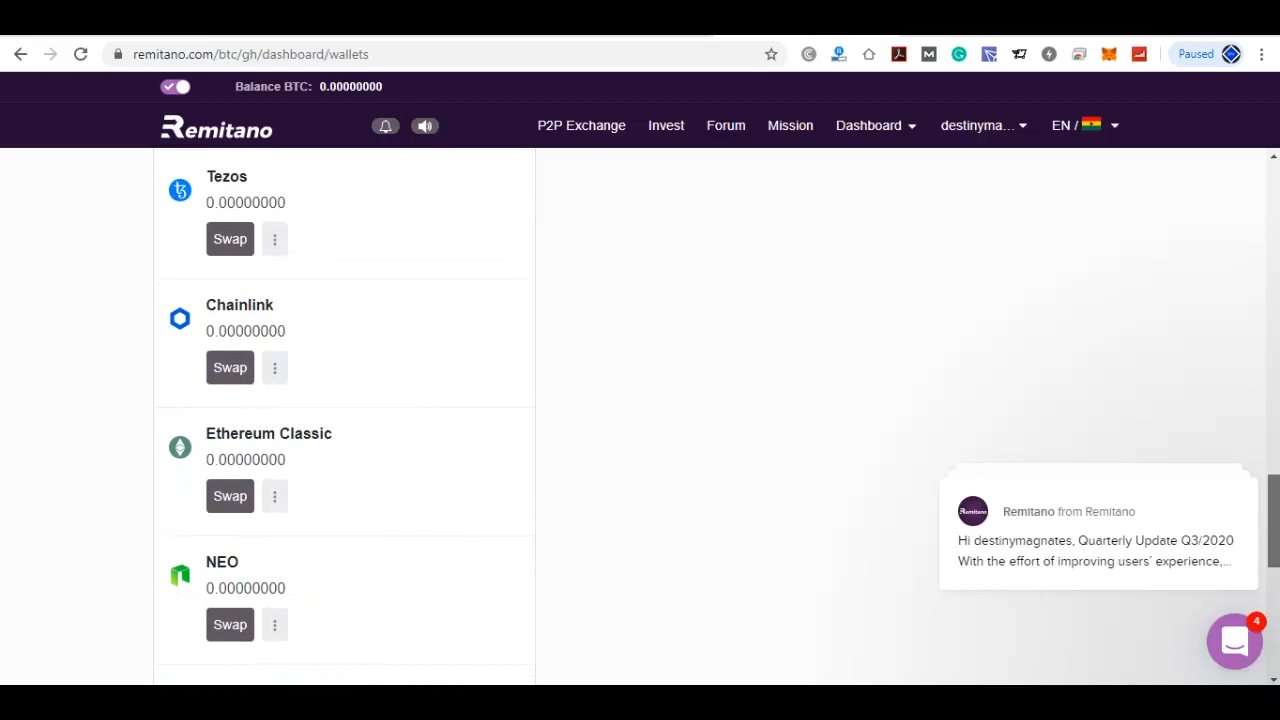 remitano.com/btc/gh/dashboard/wallets
Paused
Balance BTC: 0.00000000
Remitano
P2P Exchange
Invest
Forum
Mission
Dashboard
destinyma...
EN /
Tezos
0.00000000
Swap
Chainlink
0.00000000
Swap
Ethereum Classic
0.00000000
Swap
NEO
0.00000000
Swap
Remitano
Remitano from Remitano
Hi destinymagnates, Quarterly Update Q3/2020
With the effort of improving users' experience,...
4